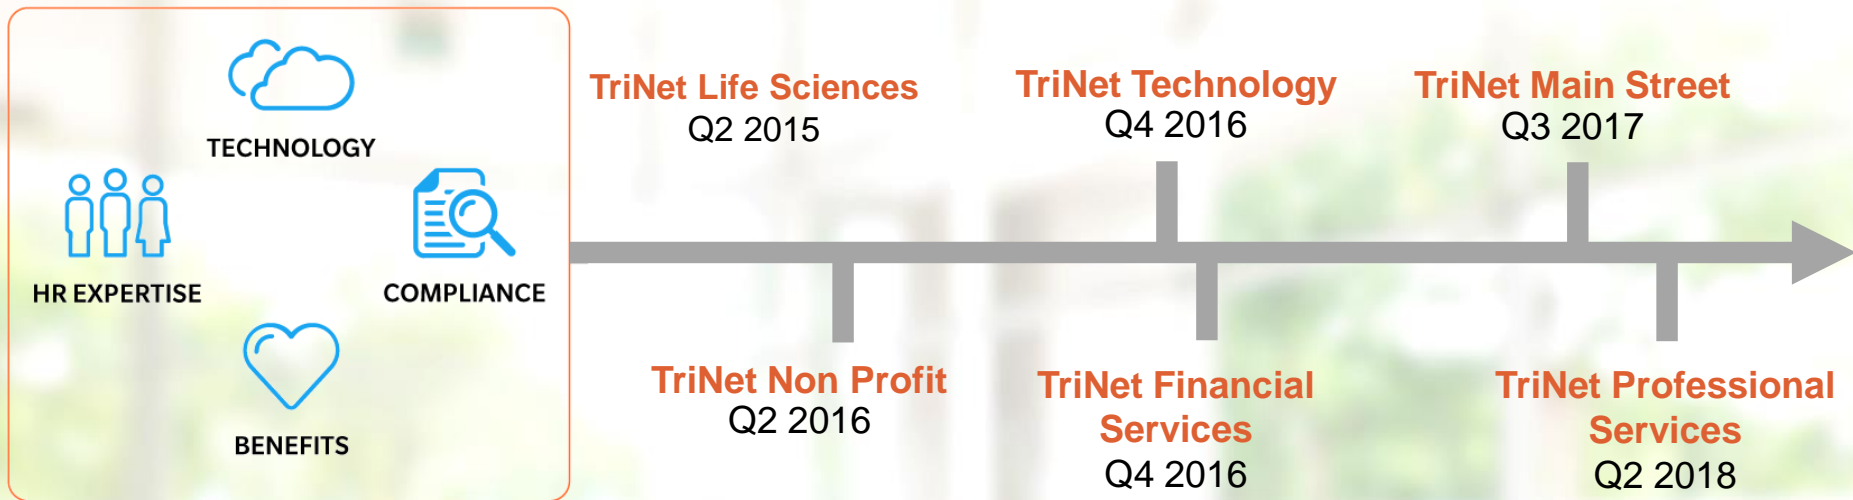 TECHNOLOGY
HR EXPERTISE
COMPLIANCE
BENEFITS
TriNet Life Sciences
Q2 2015
TriNet Technology
Q4 2016
TriNet Main Street
Q3 2017
TriNet Non Profit
Q2 2016
TriNet Financial
Services
Q4 2016
TriNet Professional
Services
Q2 2018